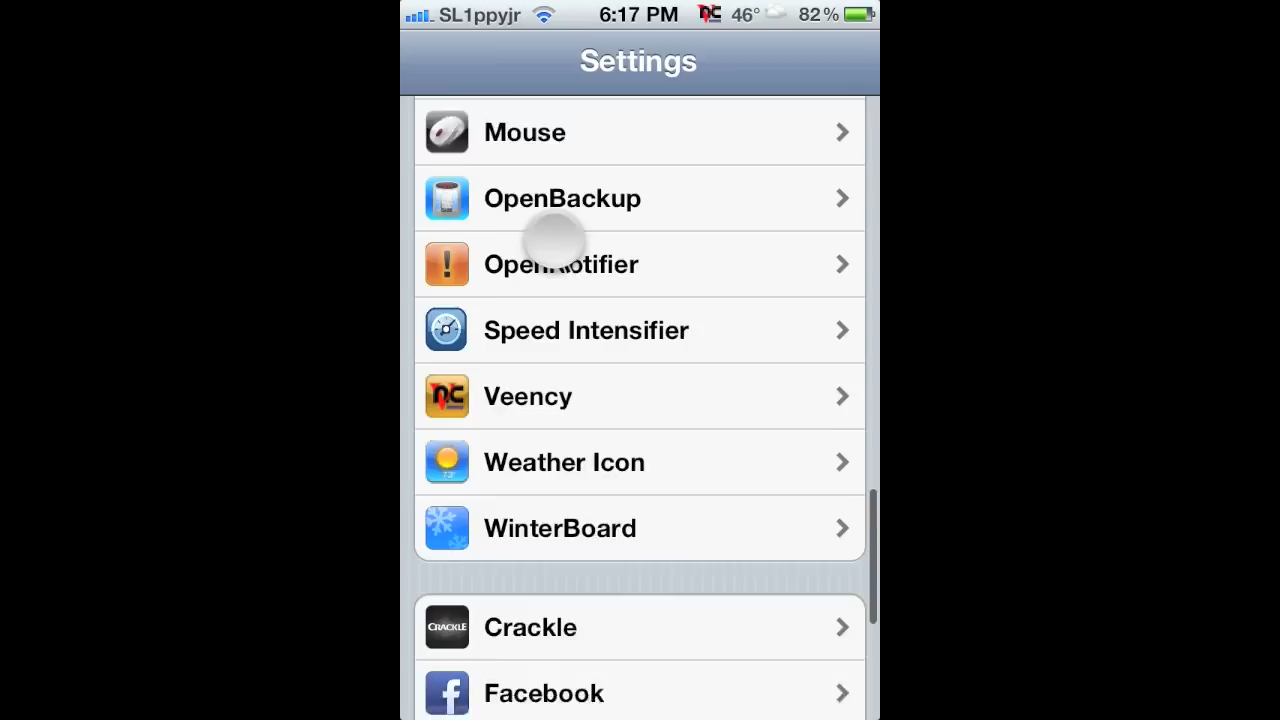 SL1ppyjr 6:17 PM 46° 82%
Settings
Mouse
OpenBackup
OpenNotifier
Speed Intensifier
Veency
Weather Icon
WinterBoard
CRACKLE Crackle
Facebook